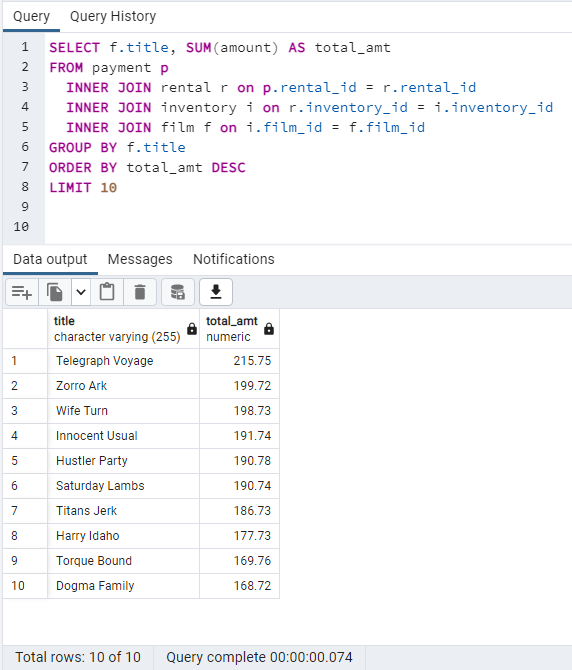 Query Query History
1 SELECT f.title, SUM(amount) AS total_amt
2 FROM payment p
3   INNER JOIN rental r on p.rental_id = r.rental_id
4   INNER JOIN inventory i on r.inventory_id = i.inventory_id
5   INNER JOIN film f on i.film_id = f.film_id
6 GROUP BY f.title
7 ORDER BY total_amt DESC
8 LIMIT 10
9
10
Data output Messages Notifications
title total_amt
character varying (255) numeric
1 Telegraph Voyage 215.75
2 Zorro Ark 199.72
3 Wife Turn 198.73
4 Innocent Usual 191.74
5 Hustler Party 190.78
6 Saturday Lambs 190.74
7 Titans Jerk 186.73
8 Harry Idaho 177.73
9 Torque Bound 169.76
10 Dogma Family 168.72
Total rows: 10 of 10 Query complete 00:00:00.074